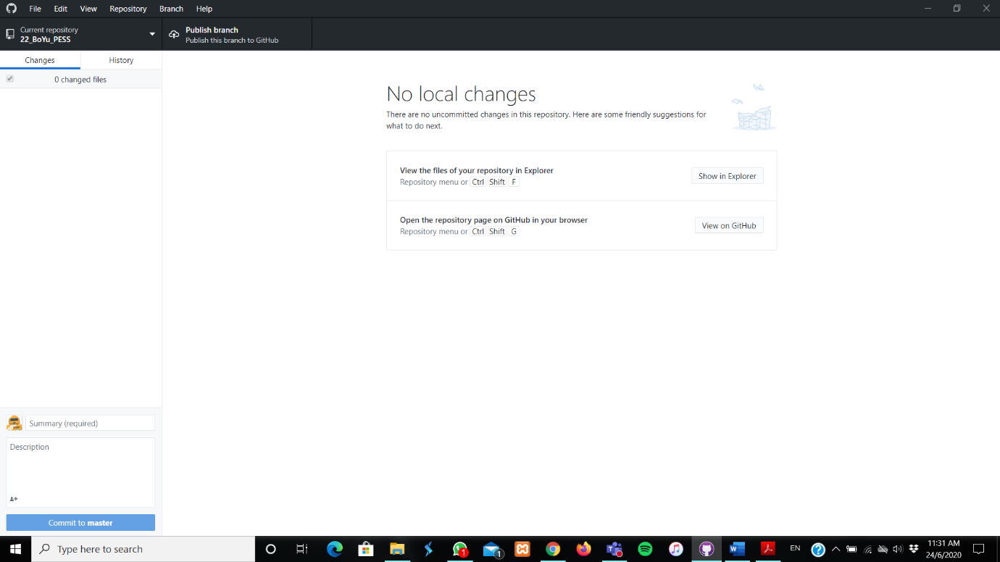 File Edit View Repository Branch Help
Current repository
22_BoYu_PESS
Publish branch
Publish this branch to GitHub
Changes History
0 changed files
No local changes
There are no uncommitted changes in this repository. Here are some friendly suggestions for
what to do next.
View the files of your repository in Explorer
Repository menu or Ctrl Shift F
Show in Explorer
Open the repository page on GitHub in your browser
Repository menu or Ctrl Shift G
View on GitHub
Summary (required)
Description
Commit to master
Type here to search
1
1
EN
11:31 AM
24/6/2020